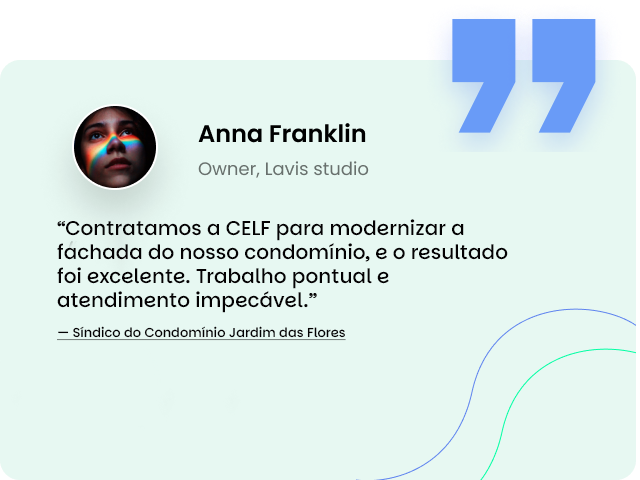 Anna Franklin
Owner, Lavis studio
“Contratamos a CELF para modernizar a
fachada do nosso condomínio, e o resultado
foi excelente. Trabalho pontual e
atendimento impecável.”
— Síndico do Condomínio Jardim das Flores